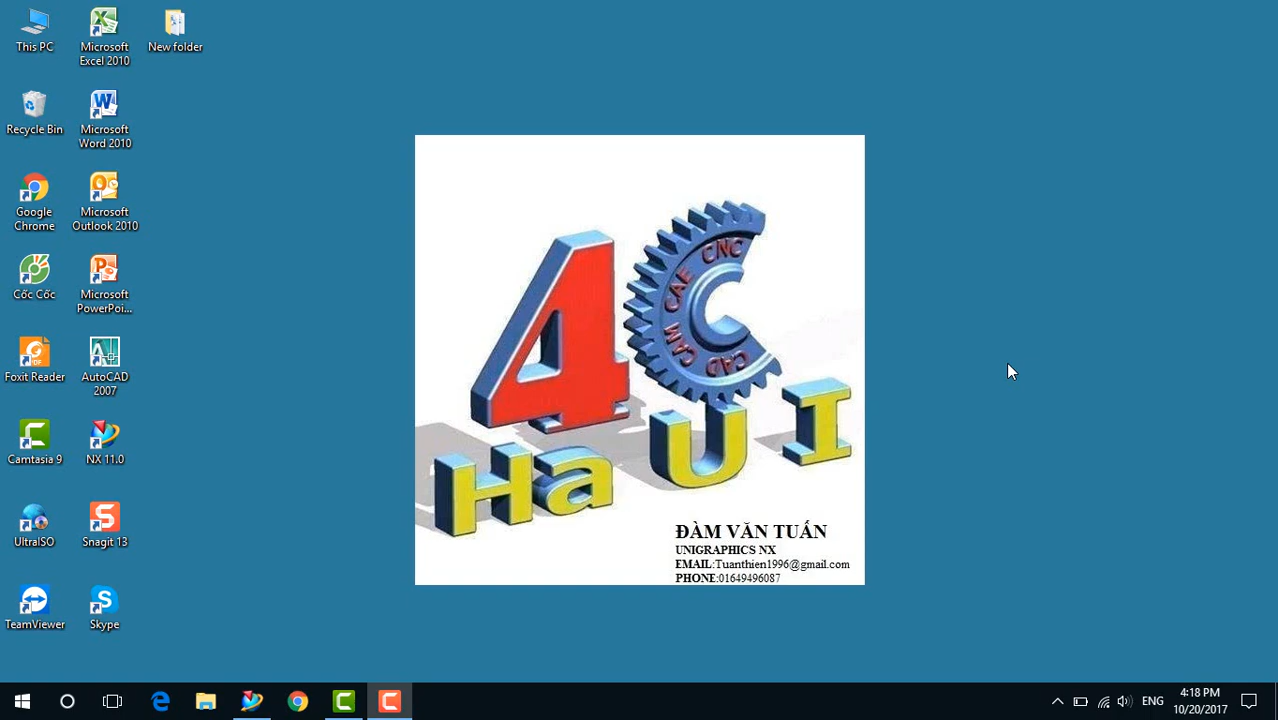 This PC
Microsoft
Excel 2010
New folder
Recycle Bin
Microsoft
Word 2010
Google
Chrome
Microsoft
Outlook 2010
Cốc Cốc
Microsoft
PowerPoi...
Foxit Reader
AutoCAD
2007
Camtasia 9
NX 11.0
UltraISO
Snagit 13
TeamViewer
Skype
4C
CAD CAM CAE CNC
HaUI
ĐÀM VĂN TUẤN
UNIGRAPHICS NX
EMAIL:Tuanthien1996@gmail.com
PHONE:01649496087
ENG
4:18 PM
10/20/2017